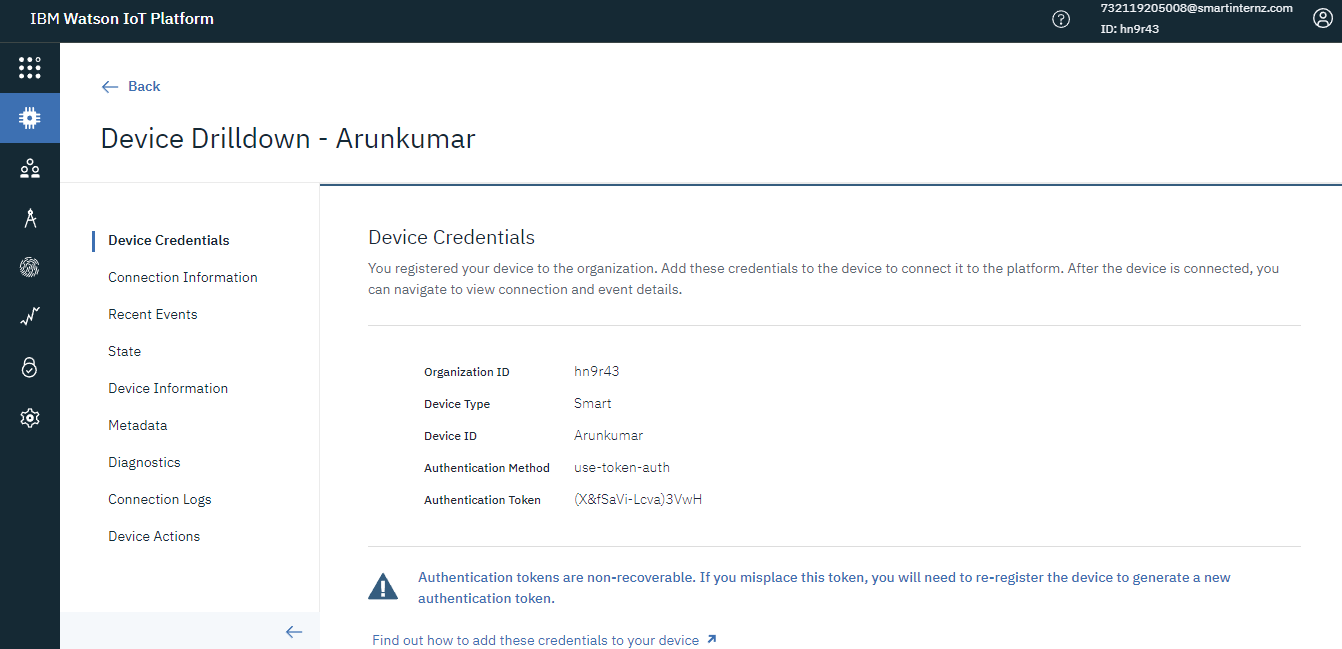 IBM Watson IoT Platform
732119205008@smartinternz.com
ID: hn9r43
Back
Device Drilldown - Arunkumar
Device Credentials
Connection Information
Recent Events
State
Device Information
Metadata
Diagnostics
Connection Logs
Device Actions
Device Credentials
You registered your device to the organization. Add these credentials to the device to connect it to the platform. After the device is connected, you
can navigate to view connection and event details.
Organization ID hn9r43
Device Type Smart
Device ID Arunkumar
Authentication Method use-token-auth
Authentication Token (X&fSaVi-Lcva)3VwH
Authentication tokens are non-recoverable. If you misplace this token, you will need to re-register the device to generate a new
authentication token.
Find out how to add these credentials to your device